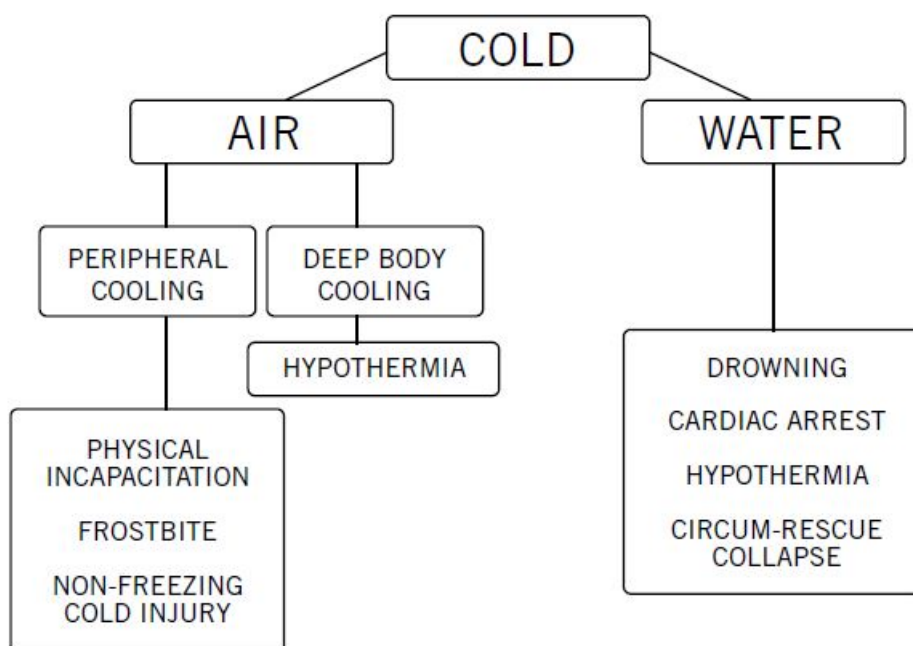 COLD
AIR
WATER
PERIPHERAL
COOLING
DEEP BODY
COOLING
HYPOTHERMIA
PHYSICAL
INCAPACITATION
FROSTBITE
NON-FREEZING
COLD INJURY
DROWNING
CARDIAC ARREST
HYPOTHERMIA
CIRCUM-RESCUE
COLLAPSE